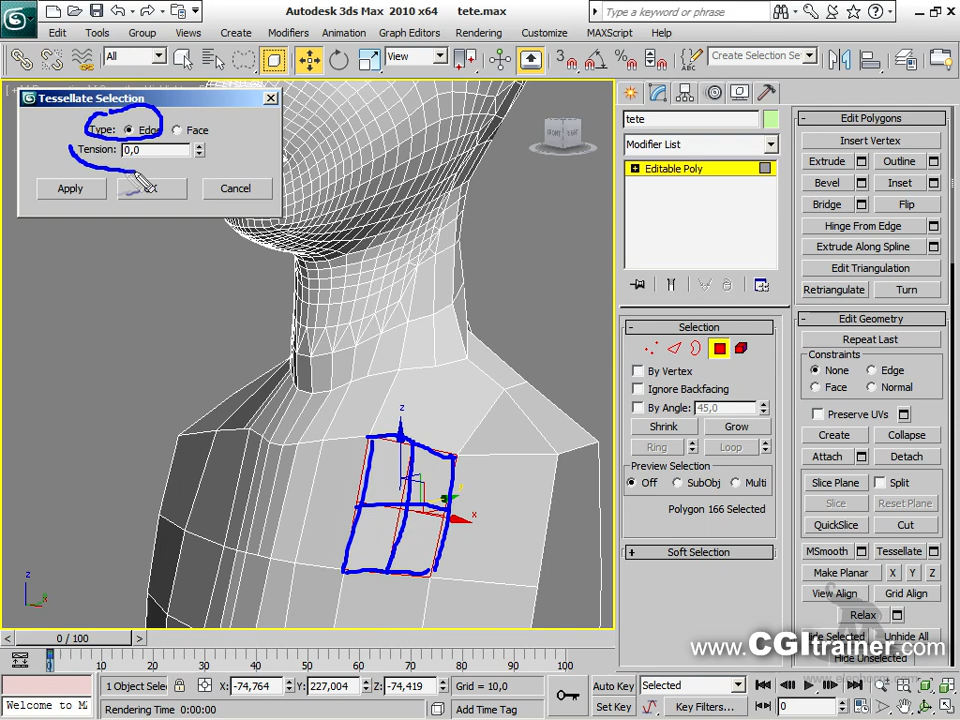 Autodesk 3ds Max 2010 x64 tete.max
Type a keyword or phrase
Edit Tools Group Views Create Modifiers Animation Graph Editors Rendering Customize MAXScript Help
All View 3 ABC Create Selection Se
Tessellate Selection
Type: Edge Face
Tension: 0,0
Apply Cancel
FRONT
z
x
z
tete
Modifier List
Editable Poly
Selection
By Vertex
Ignore Backfacing
By Angle: 45,0
Shrink Grow
Ring Loop
Preview Selection
Off SubObj Multi
Polygon 166 Selected
Soft Selection
Edit Polygons
Insert Vertex
Extrude Outline
Bevel Inset
Bridge Flip
Hinge From Edge
Extrude Along Spline
Edit Triangulation
Retriangulate Turn
Edit Geometry
Repeat Last
Constraints
None Edge
Face Normal
Preserve UVs
Create Collapse
Attach Detach
Slice Plane Split
Slice Reset Plane
QuickSlice Cut
MSmooth Tessellate
Make Planar X Y Z
View Align Grid Align
Relax
Hide Selected Unhide All
Hide Unselected
www.CGItrainer.com
0 / 100
0 10 20 30 40 50 60 70 80 90 100
1 Object Selec X: -74,764 Y: 227,004 Z: -74,419 Grid = 10,0 Auto Key Selected
Welcome to M Rendering Time 0:00:00 Add Time Tag Set Key Key Filters... 0